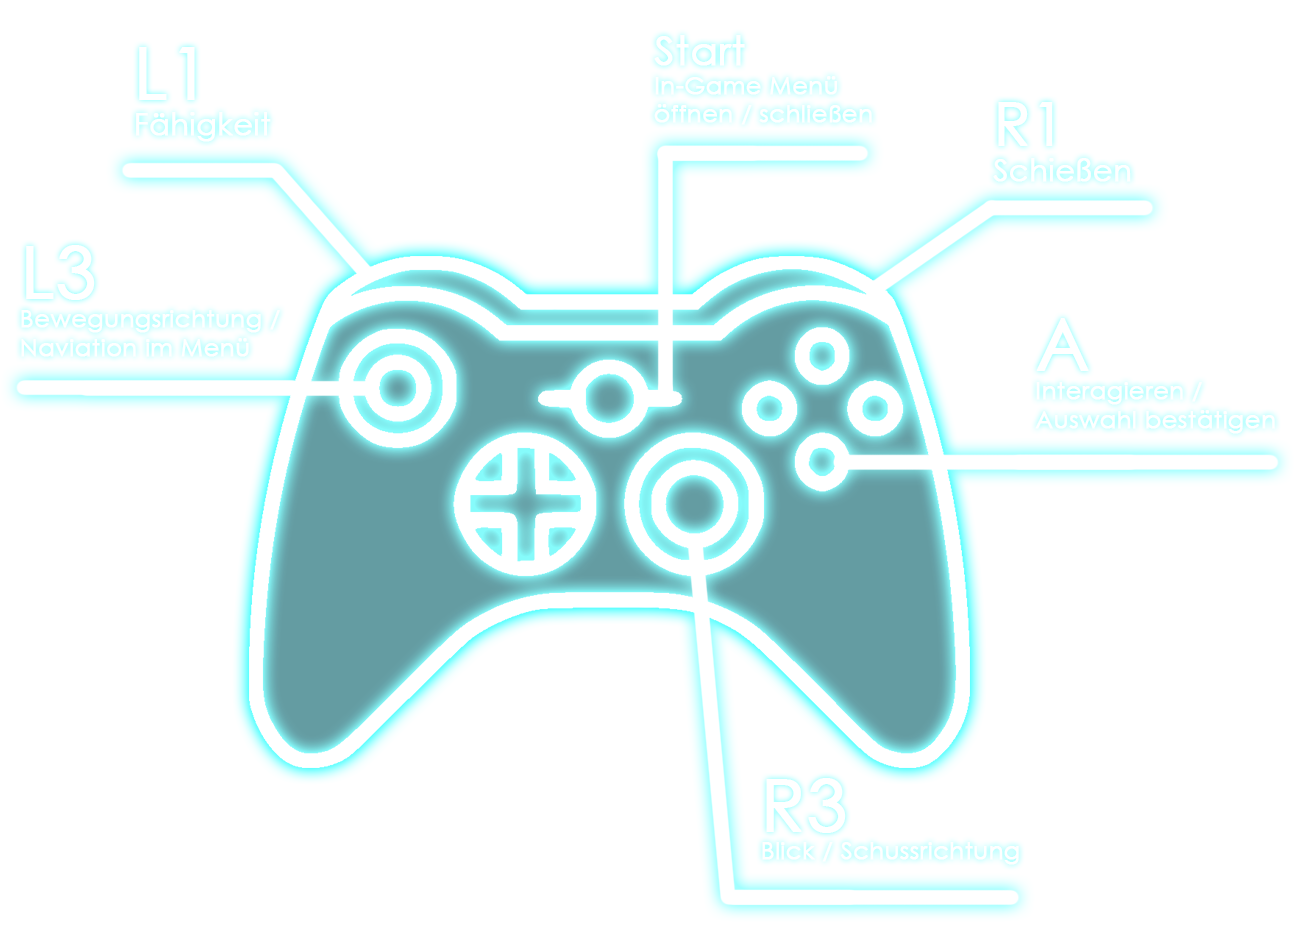 L1
Fähigkeit
Start
In-Game Menü
öffnen / schließen
R1
Schießen
L3
Bewegungsrichtung /
Naviation im Menü
A
Interagieren /
Auswahl bestätigen
R3
Blick / Schussrichtung